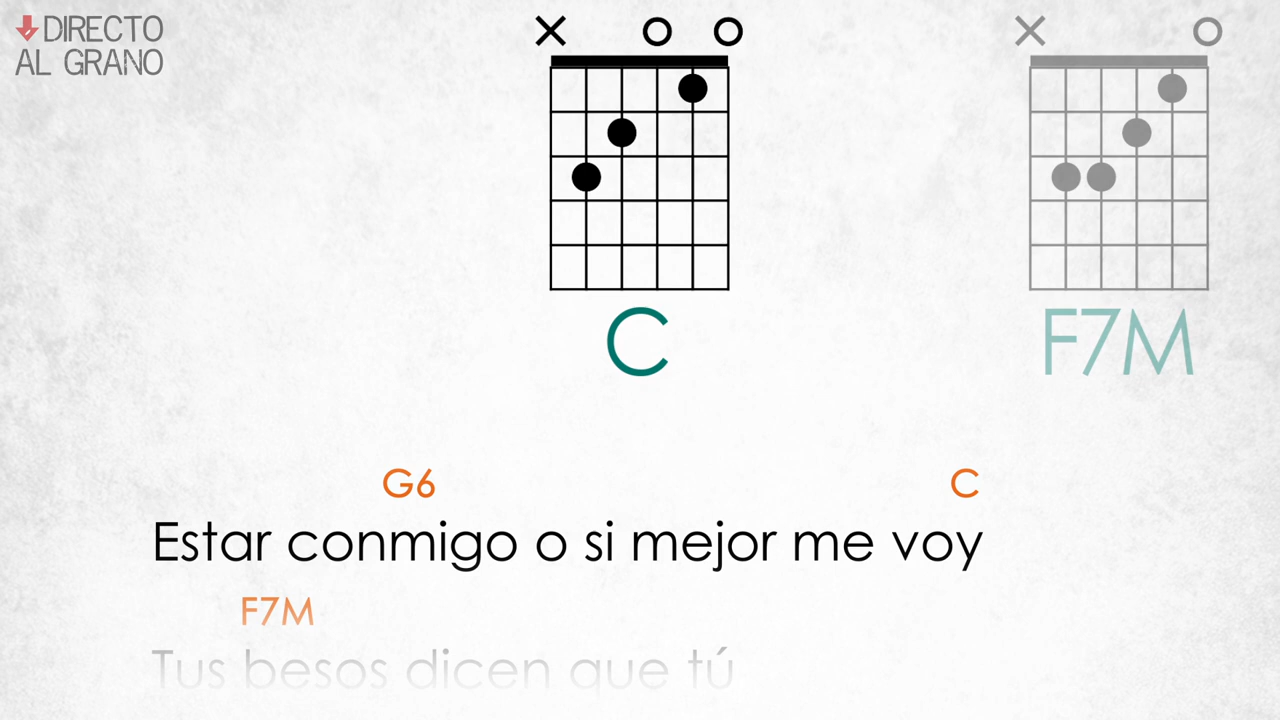 DIRECTO
AL GRANO
C
F7M
G6 C
Estar conmigo o si mejor me voy
F7M
Tus besos dicen que tú